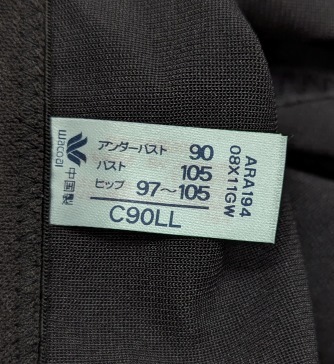 wacoal
中国製
アンダーバスト 90
バスト 105
ヒップ 97〜105
C90LL
ARA194
08X11GW